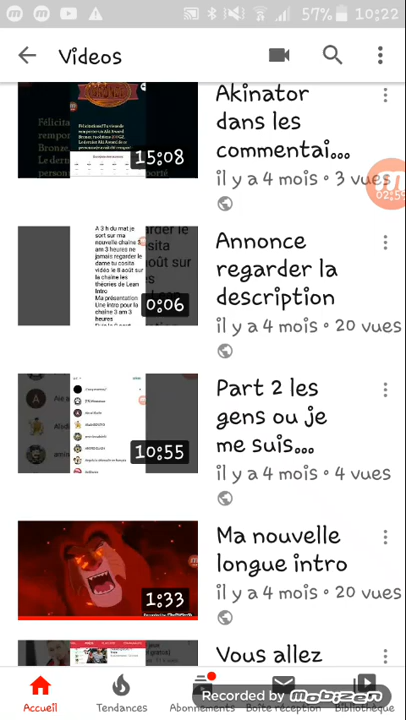 57% 10:22
Videos
Akinator
dans les
commentai...
15:08
il y a 4 mois • 3 vues
Annonce
regarder la
description
0:06
il y a 4 mois • 20 vues
Part 2 les
gens ou je
me suis...
10:55
il y a 4 mois • 4 vues
Ma nouvelle
longue intro
1:33
il y a 4 mois • 20 vues
Vous allez
Recorded by Mobizen
Accueil
Tendances
Abonnements
Boîte réception
Bibliothèque